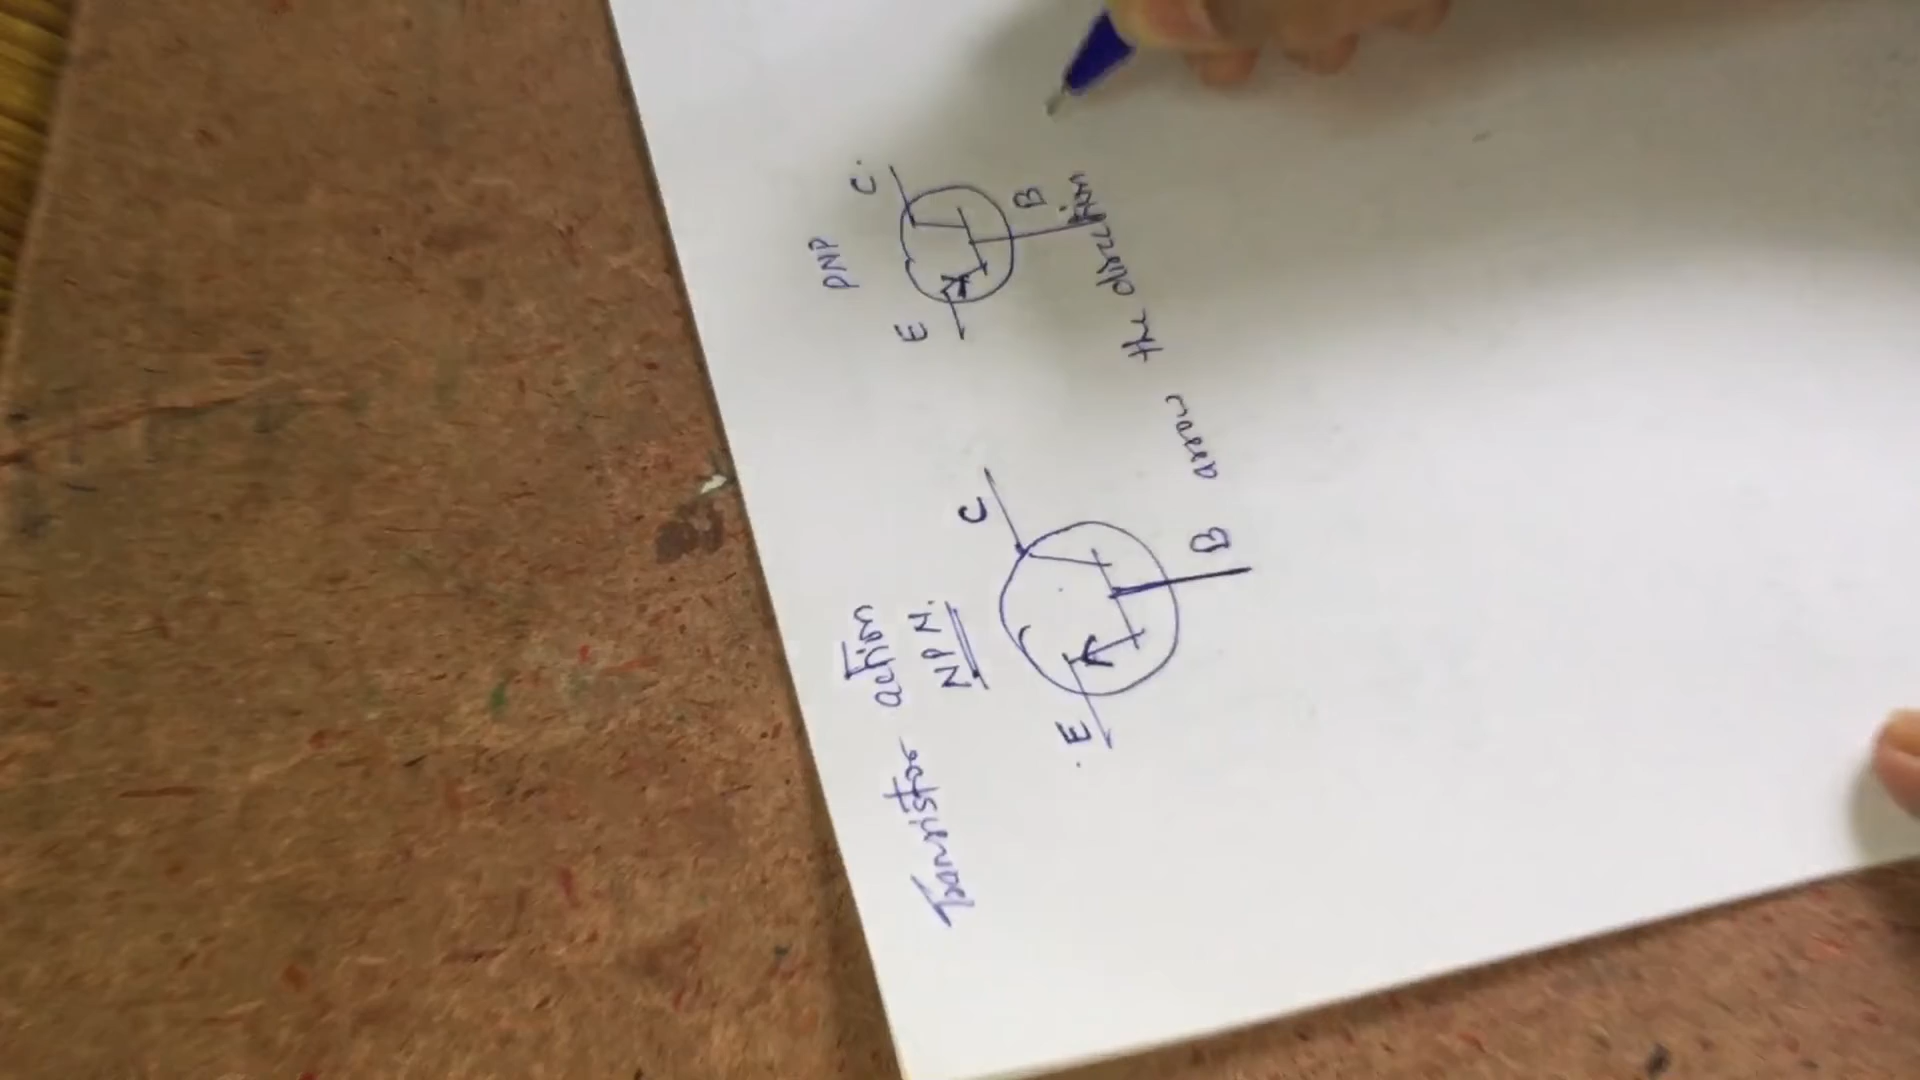 Transistor action
NPN.
PNP
E
C
B
E
C.
B
arrow the direction